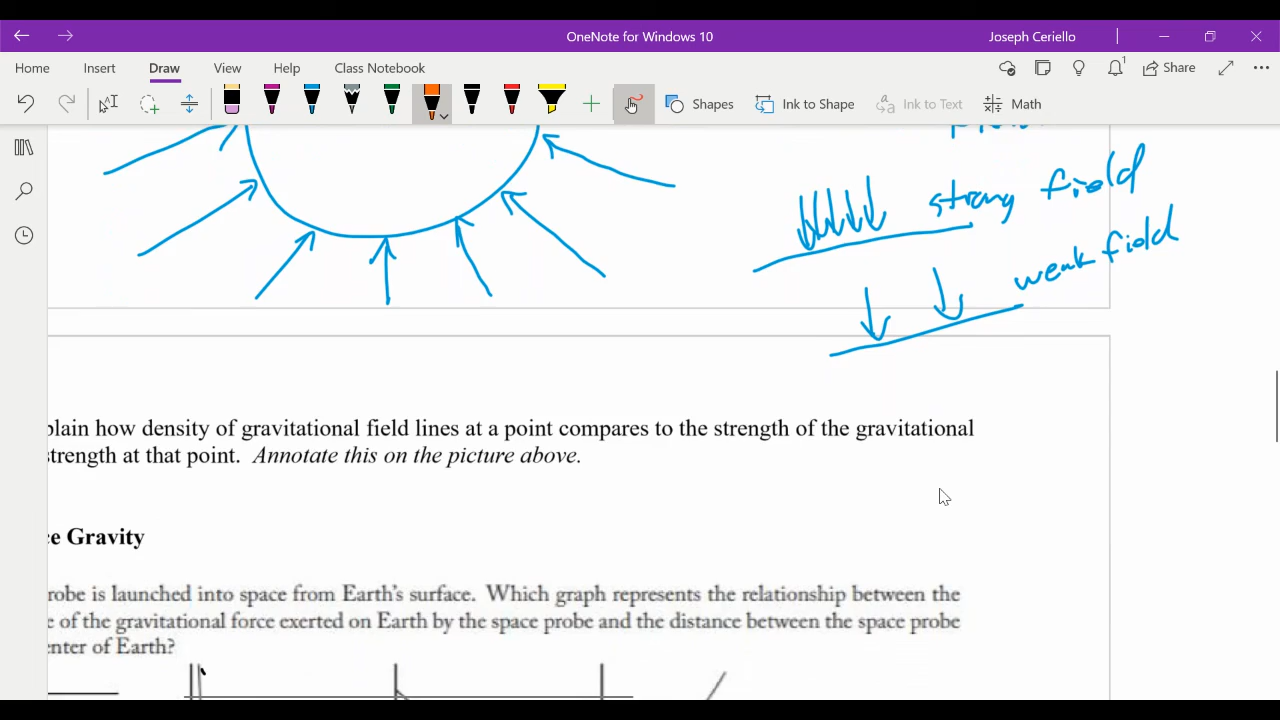 OneNote for Windows 10
Joseph Ceriello
Home Insert Draw View Help Class Notebook
Share
Shapes Ink to Shape Ink to Text Math
strong field
weak field
plain how density of gravitational field lines at a point compares to the strength of the gravitational
strength at that point. Annotate this on the picture above.
ce Gravity
robe is launched into space from Earth's surface. Which graph represents the relationship between the
e of the gravitational force exerted on Earth by the space probe and the distance between the space probe
enter of Earth?